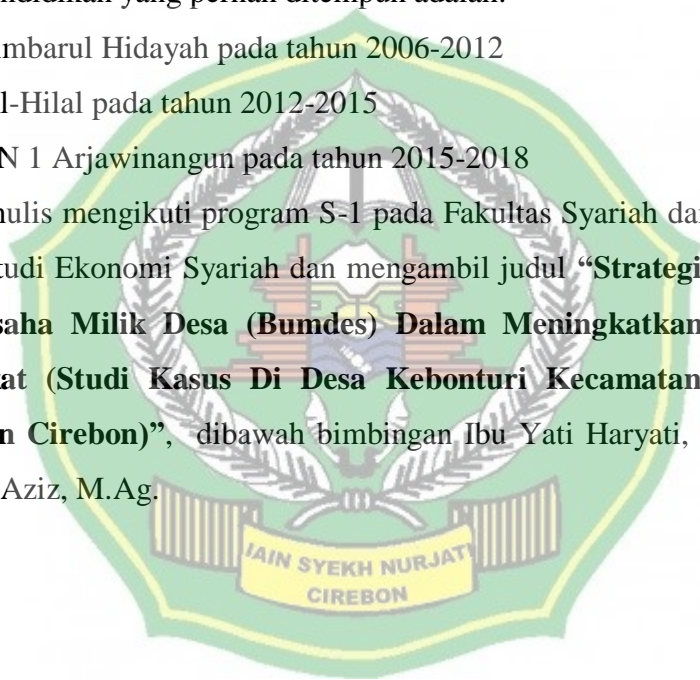 ndidikan yang pernah ditempuh adalah:
mbarul Hidayah pada tahun 2006-2012
l-Hilal pada tahun 2012-2015
N 1 Arjawinangun pada tahun 2015-2018
nulis mengikuti program S-1 pada Fakultas Syariah da
tudi Ekonomi Syariah dan mengambil judul “Strategi
saha Milik Desa (Bumdes) Dalam Meningkatkan
kat (Studi Kasus Di Desa Kebonturi Kecamatan
n Cirebon)”, dibawah bimbingan Ibu Yati Haryati,
Aziz, M.Ag.
IAIN SYEKH NURJATI
CIREBON